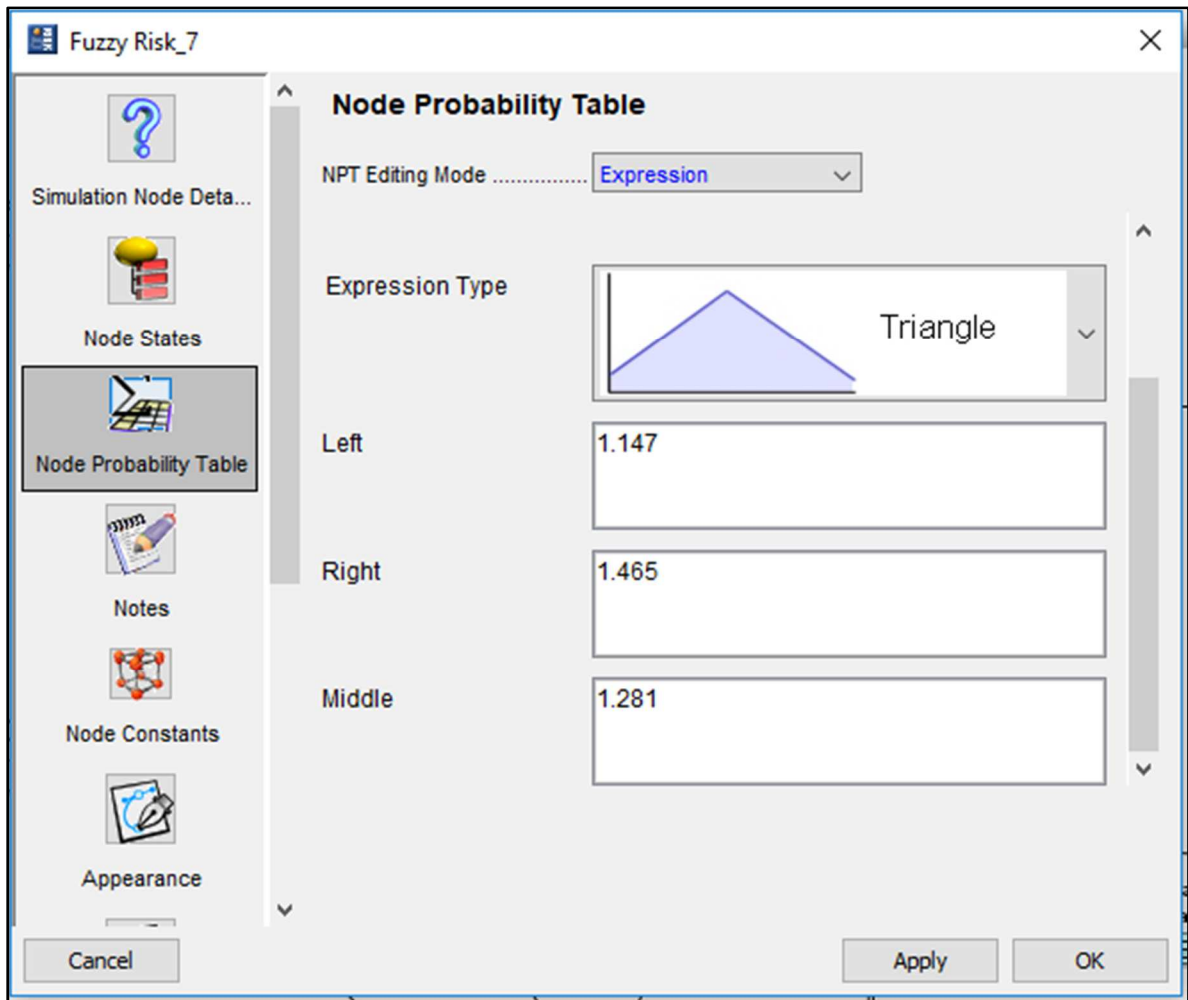 Fuzzy Risk_7
Simulation Node Deta...
Node States
Node Probability Table
Notes
Node Constants
Appearance
Node Probability Table
NPT Editing Mode ................ Expression
Expression Type
Triangle
Left
1.147
Right
1.465
Middle
1.281
Cancel
Apply
OK